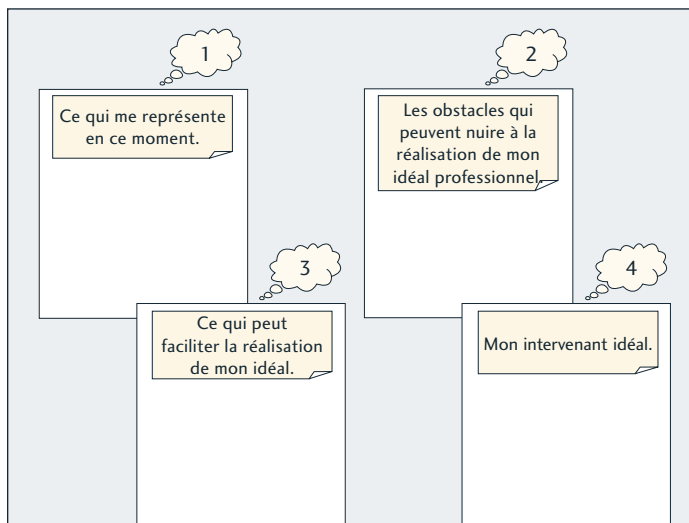 1
Ce qui me représente
en ce moment.
2
Les obstacles qui
peuvent nuire à la
réalisation de mon
idéal professionnel.
3
Ce qui peut
faciliter la réalisation
de mon idéal.
4
Mon intervenant idéal.